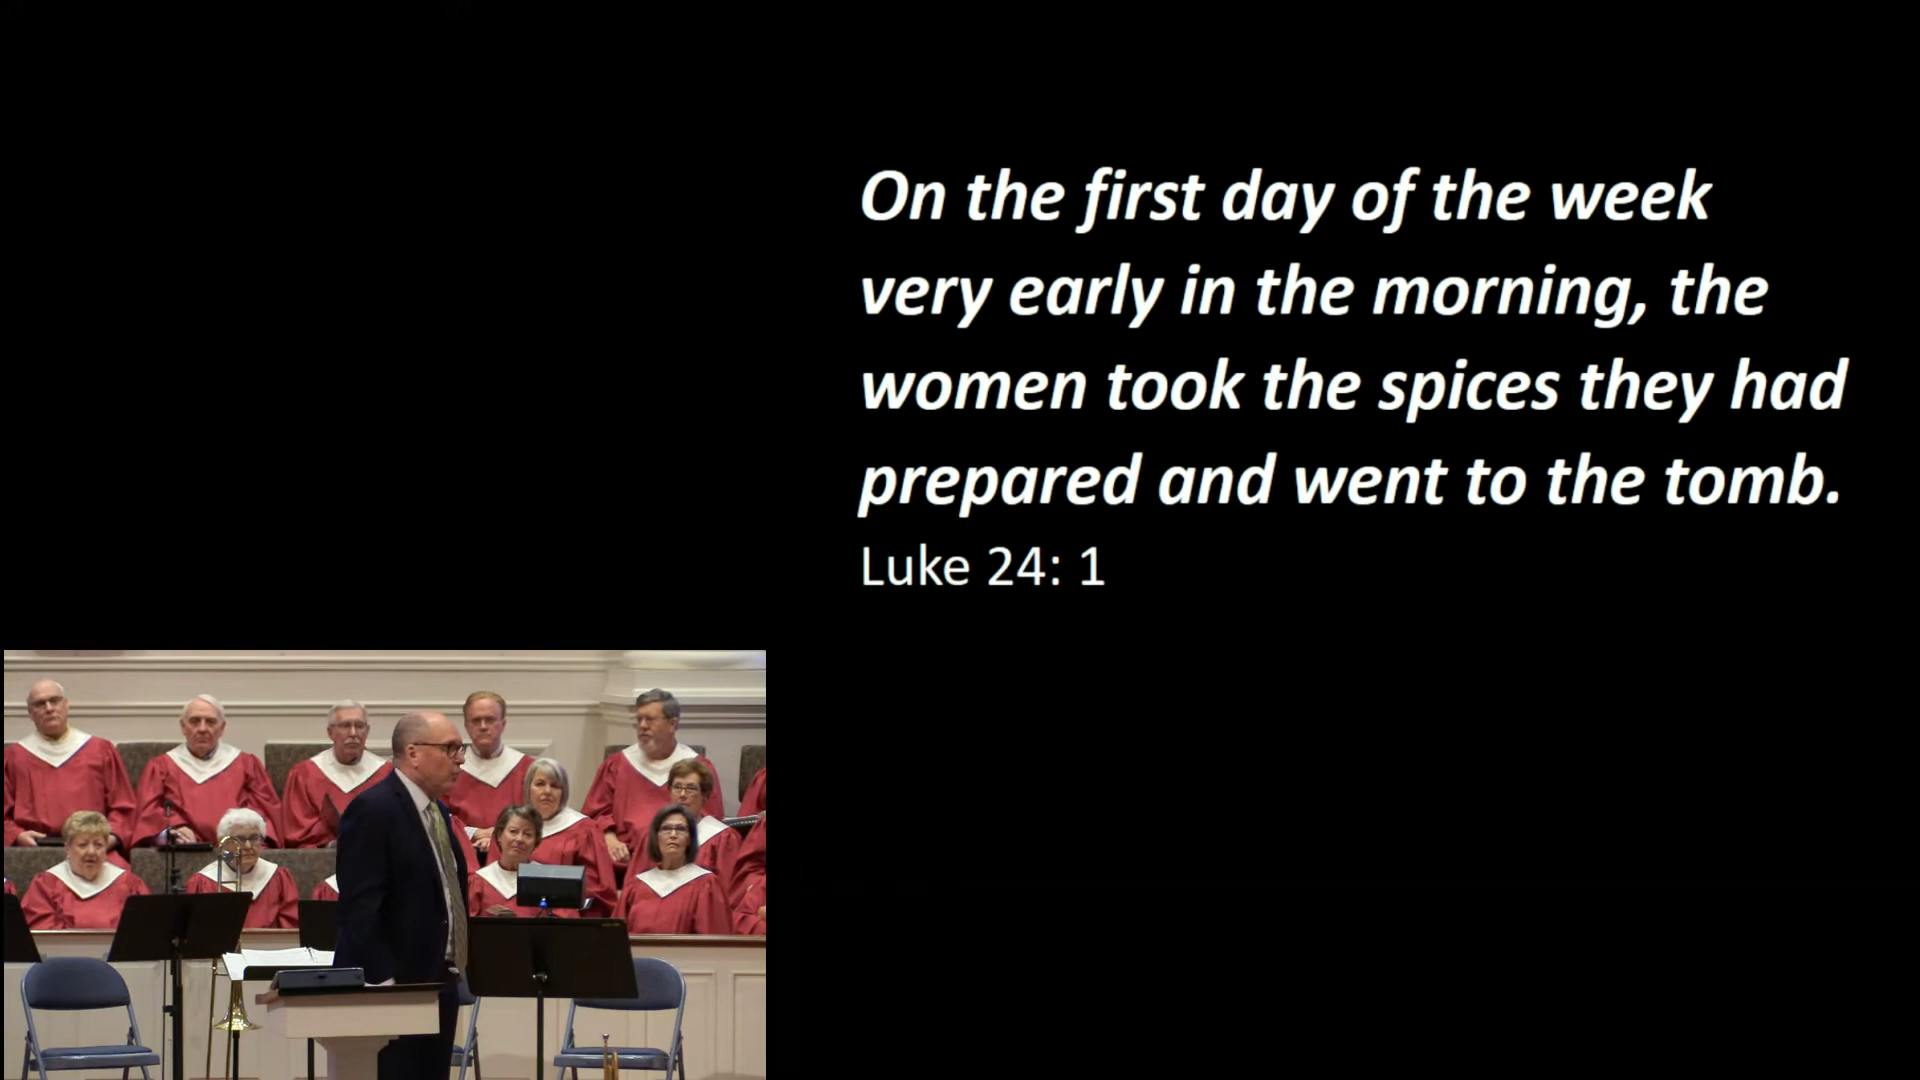 On the first day of the week
very early in the morning, the
women took the spices they had
prepared and went to the tomb.
Luke 24: 1